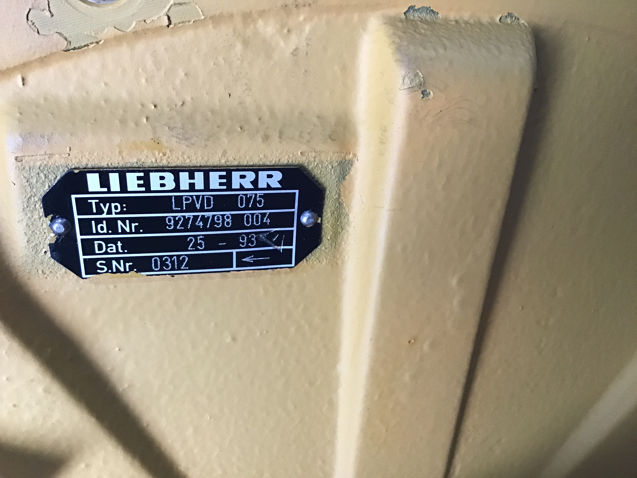 LIEBHERR
Typ: LPVD 075
Id. Nr. 9274798 004
Dat. 25 - 93
S.Nr. 0312 ←